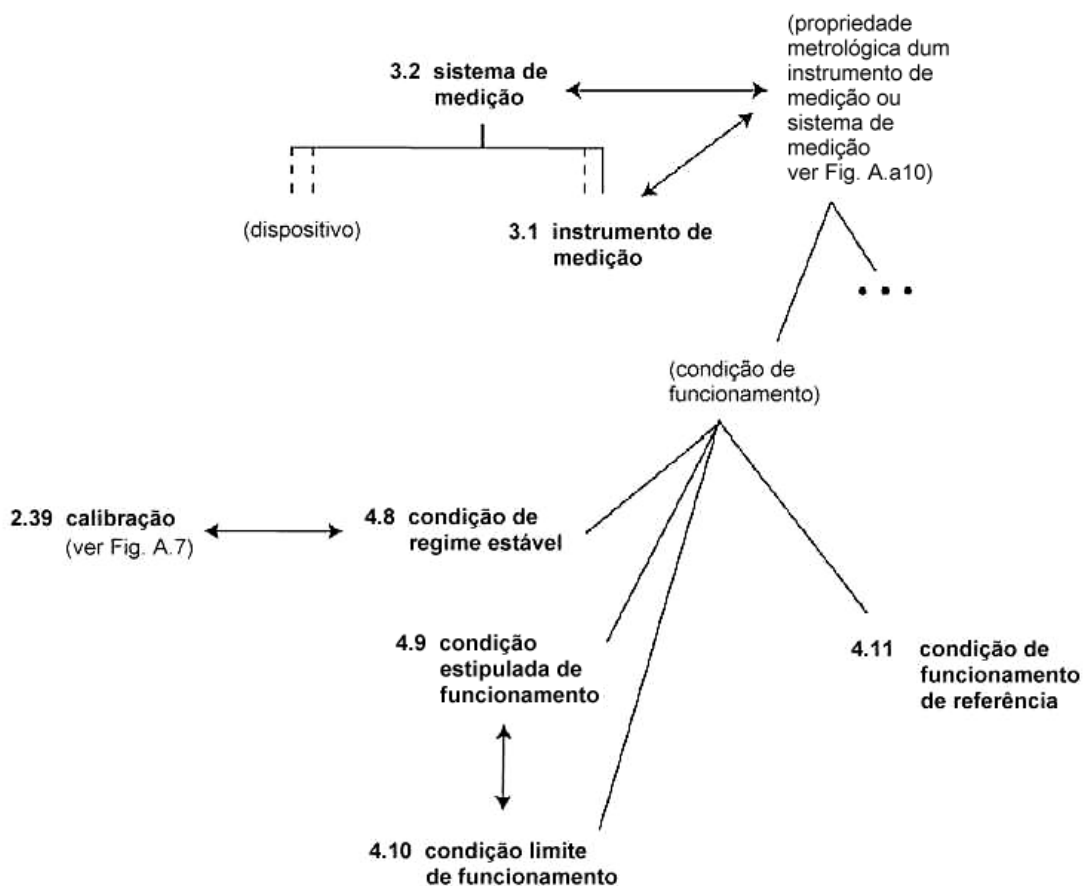 (propriedade
metrológica dum
instrumento de
medição ou
sistema de
medição
ver Fig. A.a10)
3.2 sistema de
medição
(dispositivo)
3.1 instrumento de
medição
• • •
(condição de
funcionamento)
2.39 calibração
(ver Fig. A.7)
4.8 condição de
regime estável
4.9 condição
estipulada de
funcionamento
4.11 condição de
funcionamento
de referência
4.10 condição limite
de funcionamento